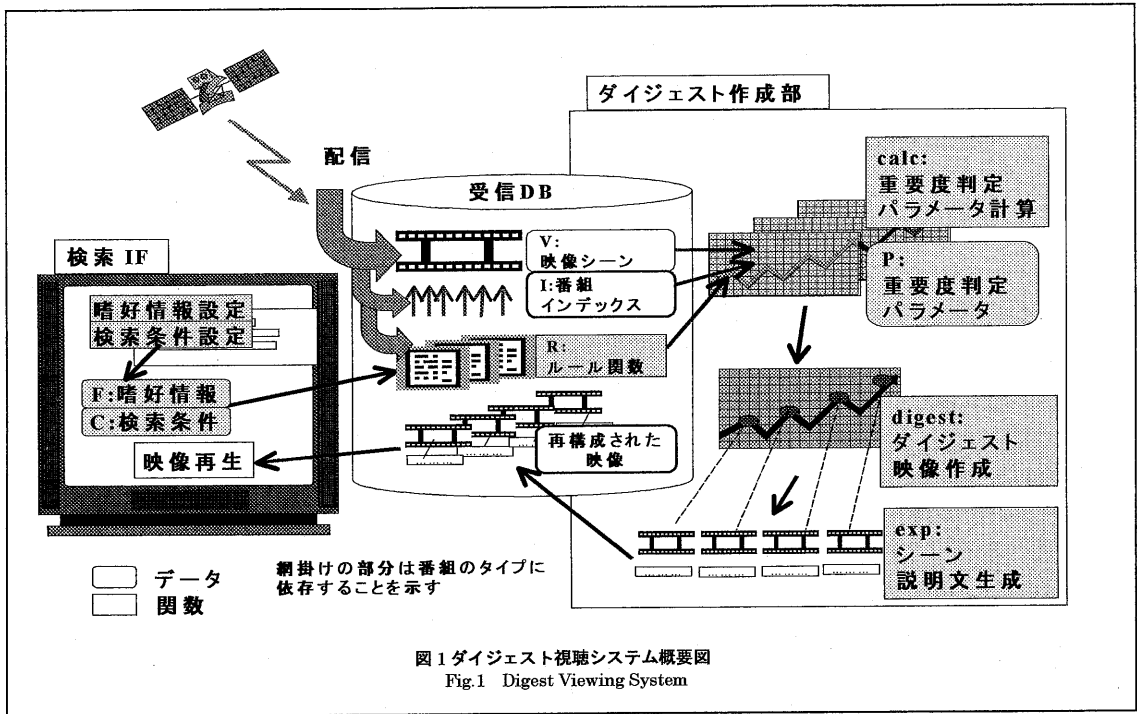 ダイジェスト作成部
配信
受信DB
calc:
重要度判定
パラメータ計算
V:
映像シーン
I:番組
インデックス
P:
重要度判定
パラメータ
検索 IF
嗜好情報設定
検索条件設定
R:
ルール関数
F:嗜好情報
C:検索条件
再構成された
映像
映像再生
digest:
ダイジェスト
映像作成
exp:
シーン
説明文生成
データ
関数
網掛けの部分は番組のタイプに
依存することを示す
図1ダイジェスト視聴システム概要図
Fig.1 Digest Viewing System